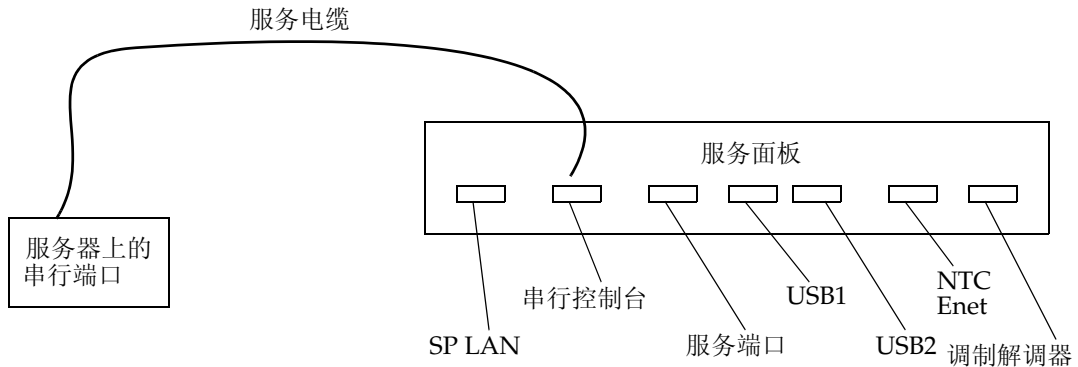 服务电缆
服务面板
服务器上的
串行端口
串行控制台
USB1
NTC
Enet
SP LAN
服务端口
USB2
调制解调器